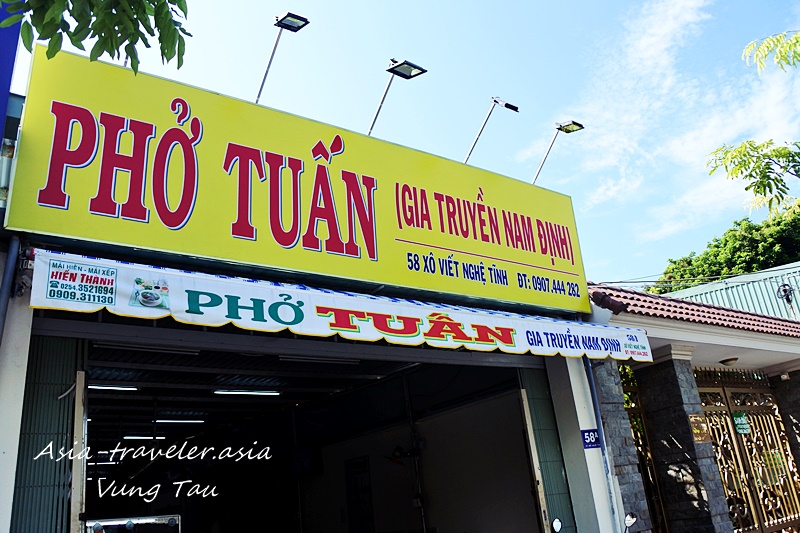 PHỞ TUẤN (GIA TRUYỀN NAM ĐỊNH)
58 XÔ VIẾT NGHỆ TĨNH ĐT: 0907.444 282
MÁI HIÊN - MÁI XẾP
HIỀN THANH
0254.3521694
0909.311130
PHỞ TUẤN GIA TRUYỀN NAM ĐỊNH
58A
Asia-traveler.asia
Vung Tau